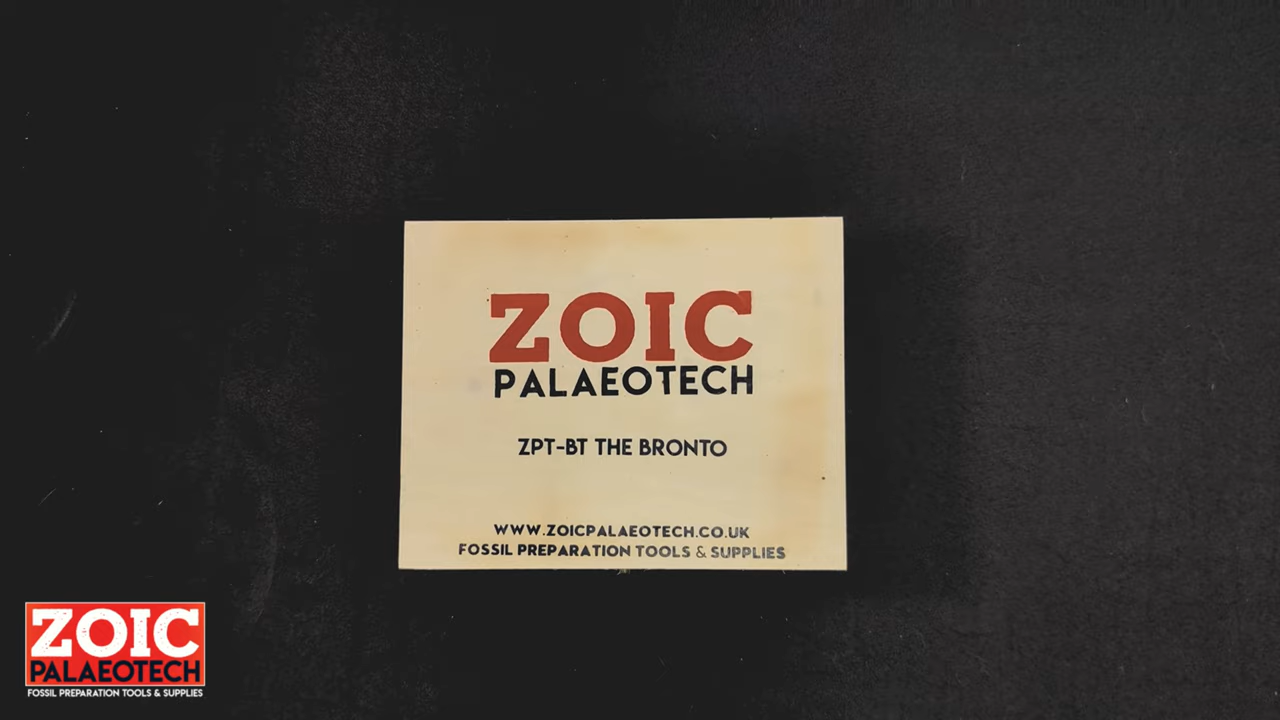 ZOIC
PALAEOTECH
ZPT-BT THE BRONTO
WWW.ZOICPALAEOTECH.CO.UK
FOSSIL PREPARATION TOOLS & SUPPLIES
ZOIC
PALAEOTECH
FOSSIL PREPARATION TOOLS & SUPPLIES